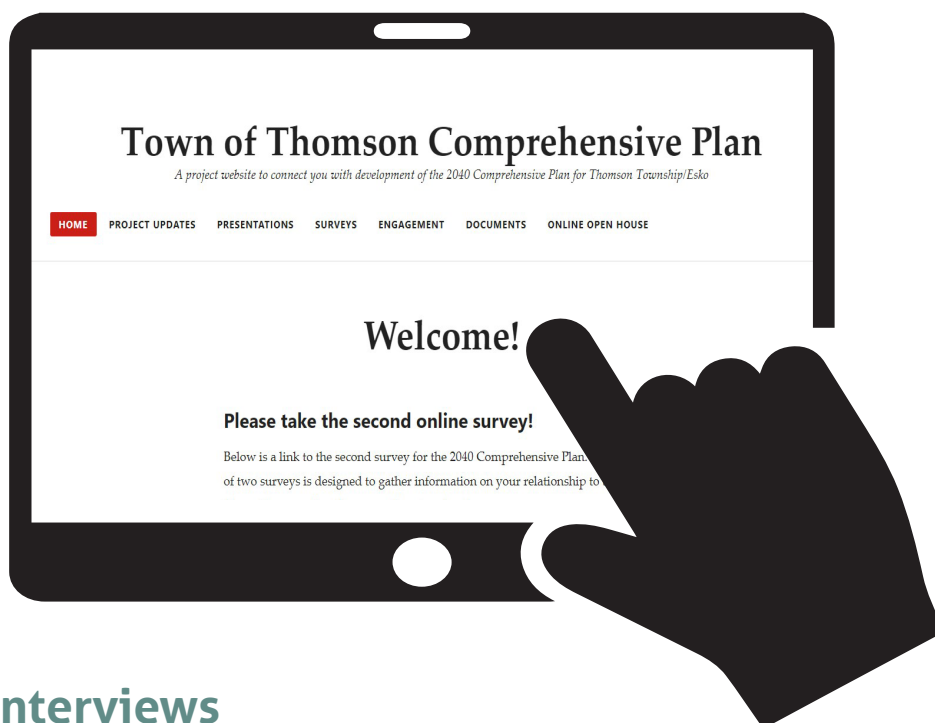 Town of Thomson Comprehensive Plan
A project website to connect you with development of the 2040 Comprehensive Plan for Thomson Township/Esko
HOME PROJECT UPDATES PRESENTATIONS SURVEYS ENGAGEMENT DOCUMENTS ONLINE OPEN HOUSE
Welcome!
Please take the second online survey!
Below is a link to the second survey for the 2040 Comprehensive Plan.
of two surveys is designed to gather information on your relationship to
nterviews